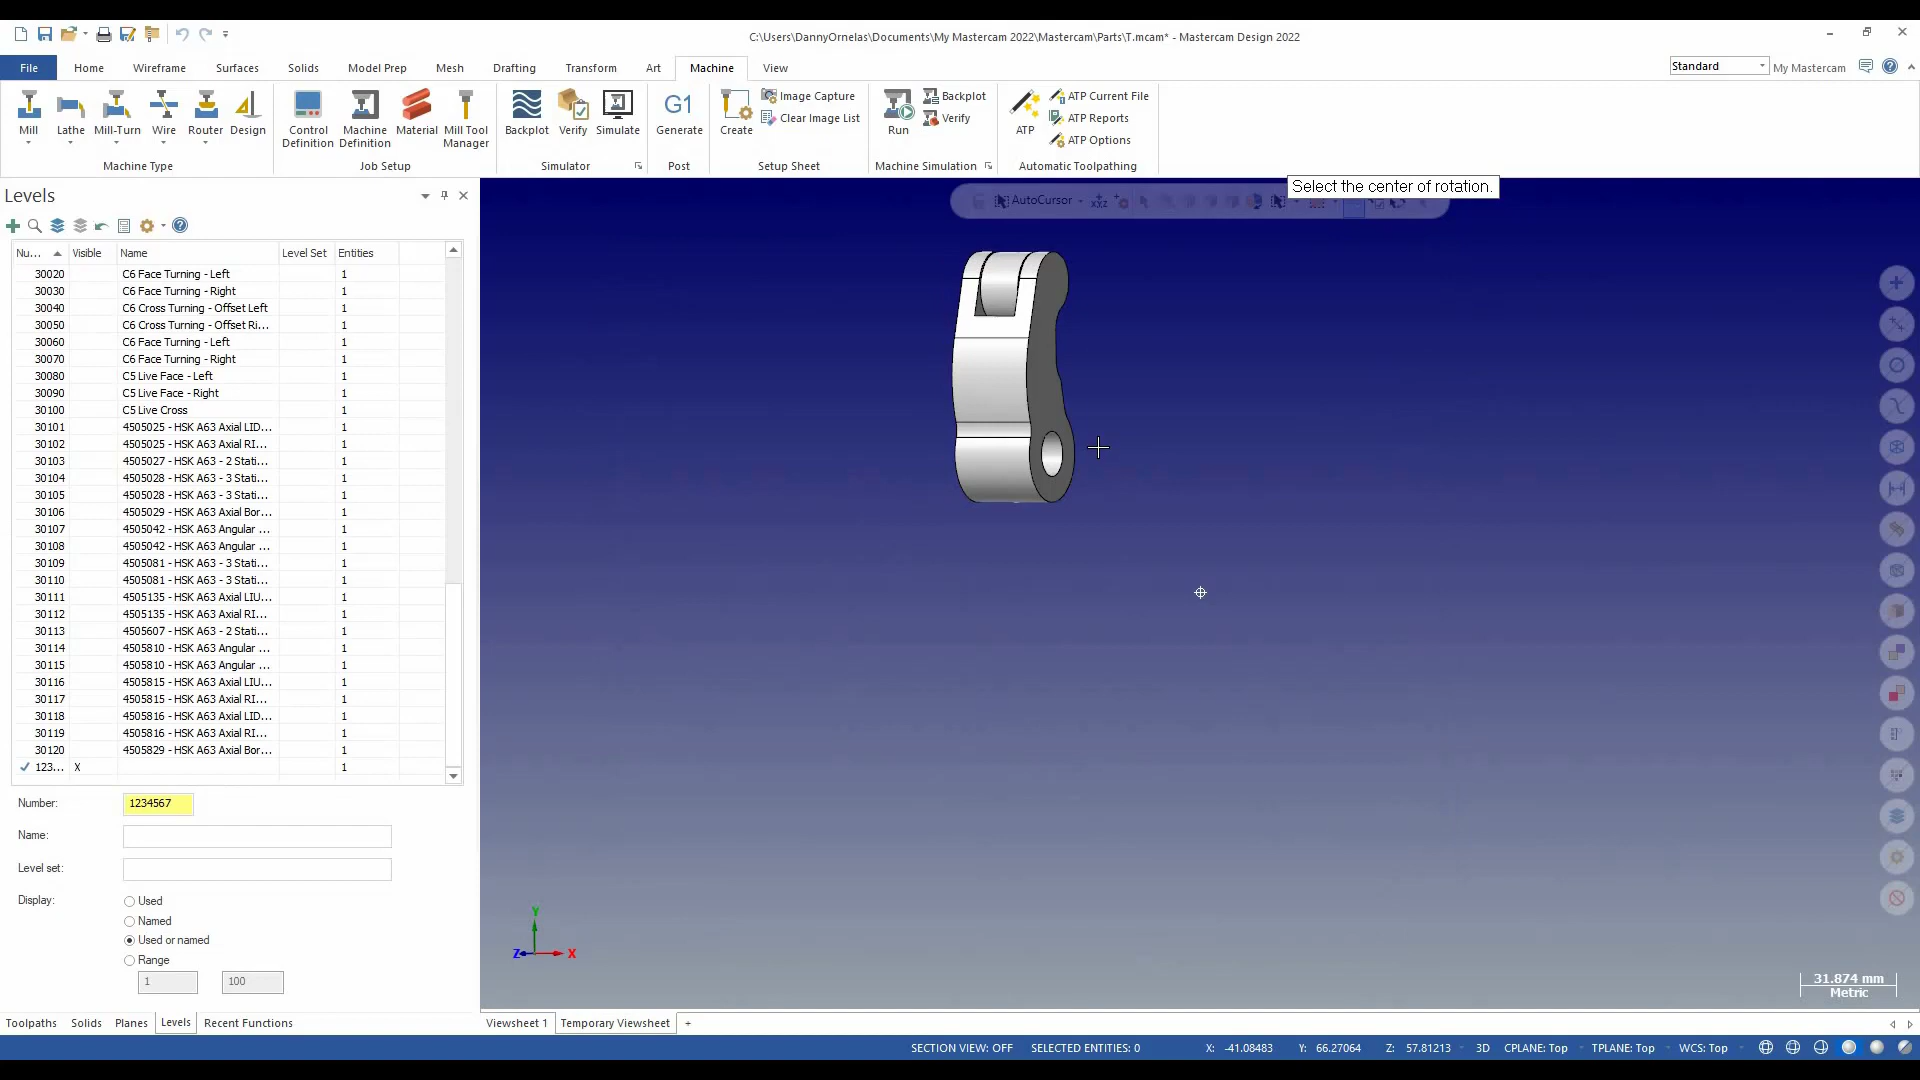 C:\Users\DannyOrnelas\Documents\My Mastercam 2022\Mastercam\Parts\T.mcam* - Mastercam Design 2022
File Home Wireframe Surfaces Solids Model Prep Mesh Drafting Transform Art Machine View Standard My Mastercam
Mill Lathe Mill-Turn Wire Router Design
Machine Type
Control Definition Machine Definition Material Mill Tool Manager
Job Setup
Backplot Verify Simulate
Simulator
G1
Generate
Post
Create Image Capture
Clear Image List
Setup Sheet
Run Backplot
Verify
Machine Simulation
ATP ATP Current File
ATP Reports
ATP Options
Automatic Toolpathing
Levels
Select the center of rotation.
AutoCursor
XYZ
Nu... Visible Name Level Set Entities
30020 C6 Face Turning - Left 1
30030 C6 Face Turning - Right 1
30040 C6 Cross Turning - Offset Left 1
30050 C6 Cross Turning - Offset Ri... 1
30060 C6 Face Turning - Left 1
30070 C6 Face Turning - Right 1
30080 C5 Live Face - Left 1
30090 C5 Live Face - Right 1
30100 C5 Live Cross 1
30101 4505025 - HSK A63 Axial LID... 1
30102 4505025 - HSK A63 Axial RI... 1
30103 4505027 - HSK A63 - 2 Stati... 1
30104 4505028 - HSK A63 - 3 Stati... 1
30105 4505028 - HSK A63 - 3 Stati... 1
30106 4505029 - HSK A63 Axial Bor... 1
30107 4505042 - HSK A63 Angular ... 1
30108 4505042 - HSK A63 Angular ... 1
30109 4505081 - HSK A63 - 3 Stati... 1
30110 4505081 - HSK A63 - 3 Stati... 1
30111 4505135 - HSK A63 Axial LIU... 1
30112 4505135 - HSK A63 Axial RI... 1
30113 4505607 - HSK A63 - 2 Stati... 1
30114 4505810 - HSK A63 Angular ... 1
30115 4505810 - HSK A63 Angular ... 1
30116 4505815 - HSK A63 Axial LIU... 1
30117 4505815 - HSK A63 Axial RI... 1
30118 4505816 - HSK A63 Axial LID... 1
30119 4505816 - HSK A63 Axial RI... 1
30120 4505829 - HSK A63 Axial Bor... 1
123... X 1
Number: 1234567
Name:
Level set:
Display: Used
Named
Used or named
Range
1 100
Y
Z X
31.874 mm
Metric
Toolpaths Solids Planes Levels Recent Functions
Viewsheet 1 Temporary Viewsheet +
SECTION VIEW: OFF SELECTED ENTITIES: 0 X: -41.08483 Y: 66.27064 Z: 57.81213 3D CPLANE: Top TPLANE: Top WCS: Top